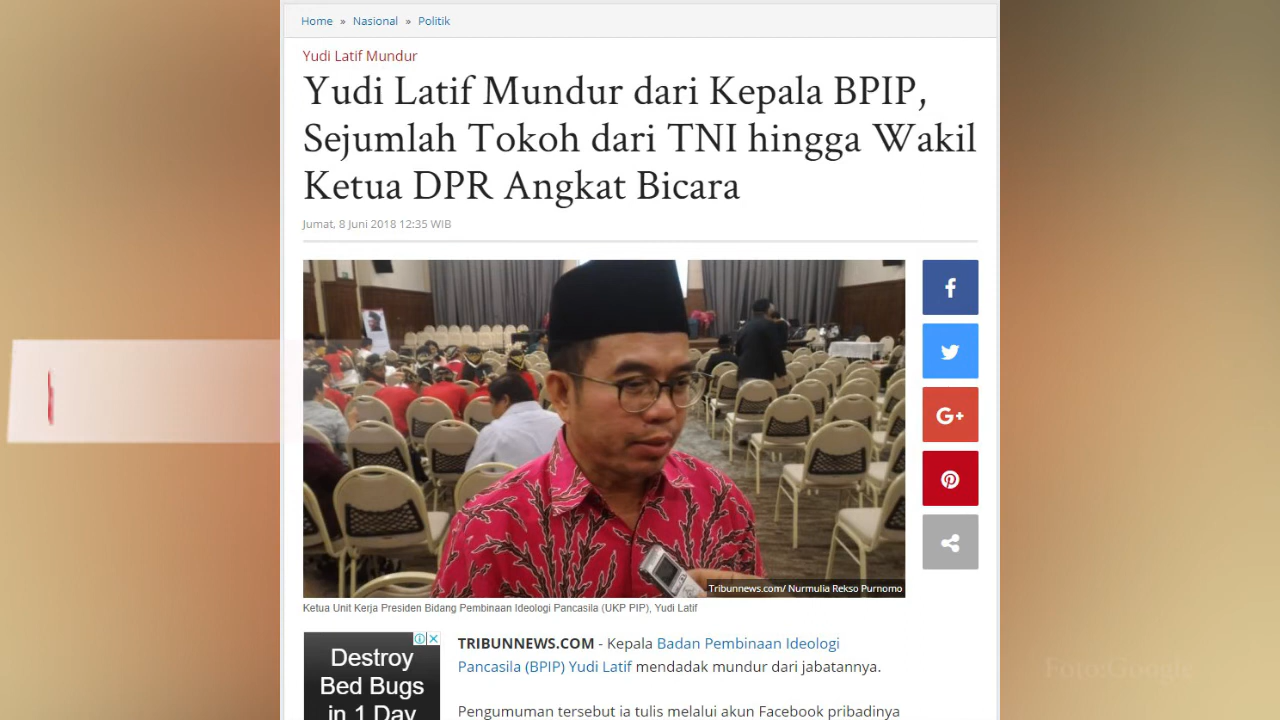 Home » Nasional » Politik
Yudi Latif Mundur
Yudi Latif Mundur dari Kepala BPIP,
Sejumlah Tokoh dari TNI hingga Wakil
Ketua DPR Angkat Bicara
Jumat, 8 Juni 2018 12:35 WIB
f
G+
Tribunnews.com/ Nurmulia Rekso Purnomo
Ketua Unit Kerja Presiden Bidang Pembinaan Ideologi Pancasila (UKP PIP), Yudi Latif
Destroy
Bed Bugs
in 1 Day
TRIBUNNEWS.COM - Kepala Badan Pembinaan Ideologi
Pancasila (BPIP) Yudi Latif mendadak mundur dari jabatannya.
Pengumuman tersebut ia tulis melalui akun Facebook pribadinya
Foto:Google